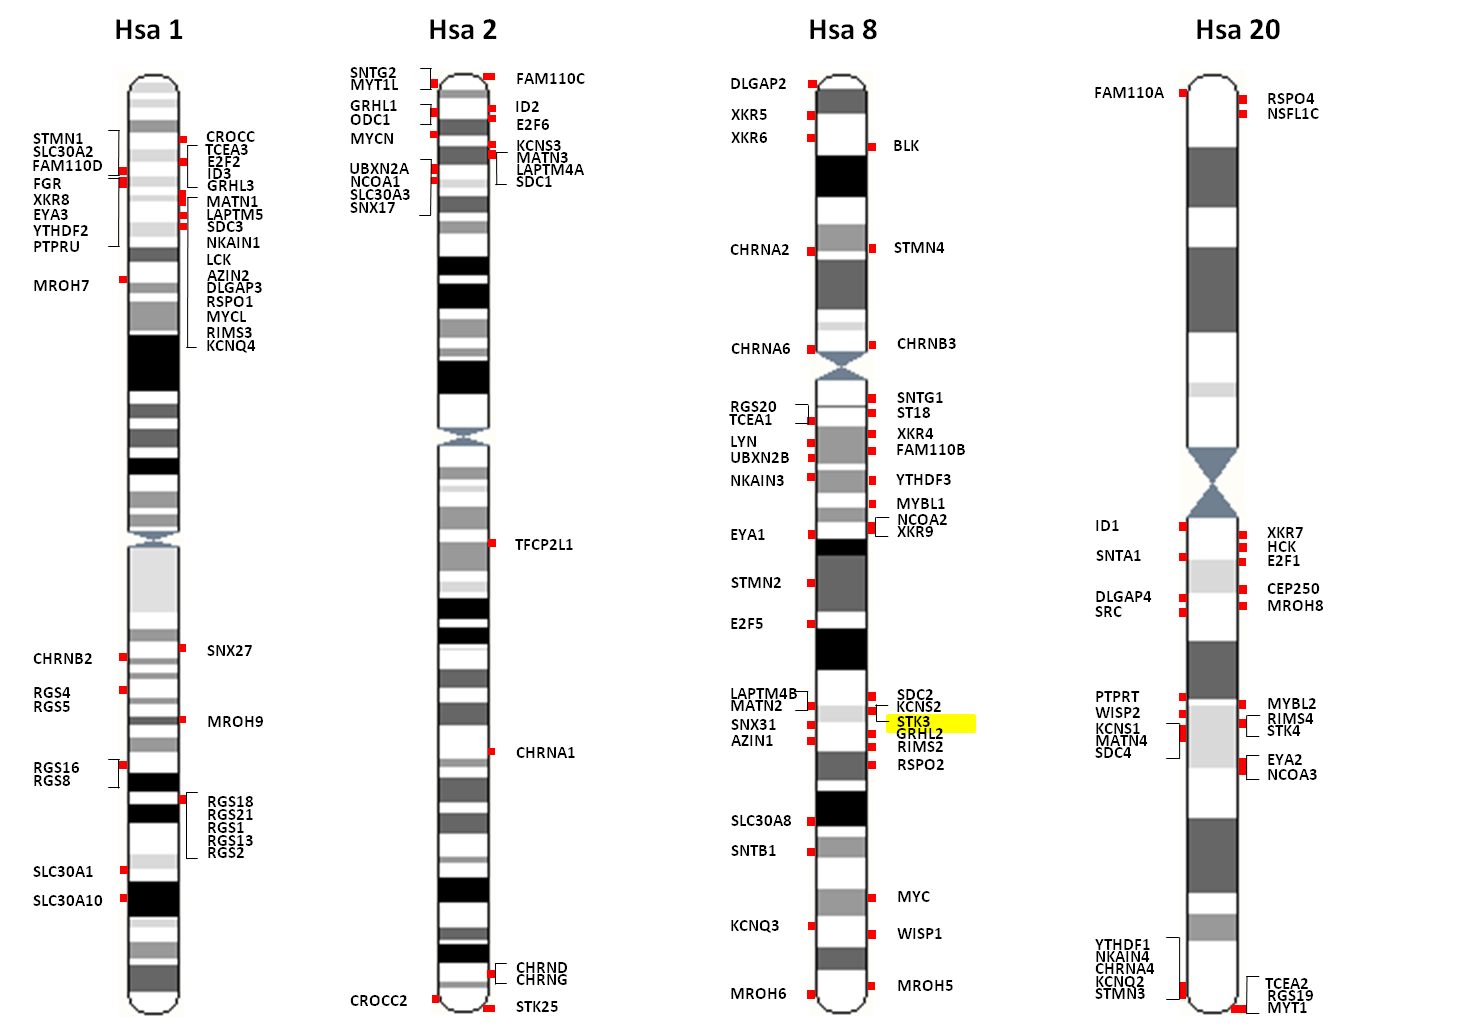 Hsa 1
STMN1
SLC30A2
FAM110D
FGR
XKR8
EYA3
YTHDF2
PTPRU
MROH7
CHRNB2
RGS4
RGS5
RGS16
RGS8
SLC30A1
SLC30A10
CROCC
TCEA3
E2F2
ID3
GRHL3
MATN1
LAPTM5
SDC3
NKAIN1
LCK
AZIN2
DLGAP3
RSPO1
MYCL
RIMS3
KCNQ4
SNX27
MROH9
RGS18
RGS21
RGS1
RGS13
RGS2
Hsa 2
SNTG2
MYT1L
GRHL1
ODC1
MYCN
UBXN2A
NCOA1
SLC30A3
SNX17
CROCC2
FAM110C
ID2
E2F6
KCNS3
MATN3
LAPTM4A
SDC1
TFCP2L1
CHRNA1
CHRND
CHRNG
STK25
Hsa 8
DLGAP2
XKR5
XKR6
CHRNA2
CHRNA6
RGS20
TCEA1
LYN
UBXN2B
NKAIN3
EYA1
STMN2
E2F5
LAPTM4B
MATN2
SNX31
AZIN1
SLC30A8
SNTB1
KCNQ3
MROH6
BLK
STMN4
CHRNB3
SNTG1
ST18
XKR4
FAM110B
YTHDF3
MYBL1
NCOA2
XKR9
SDC2
KCNS2
STK3
GRHL2
RIMS2
RSPO2
MYC
WISP1
MROH5
Hsa 20
FAM110A
ID1
SNTA1
DLGAP4
SRC
PTPRT
WISP2
KCNS1
MATN4
SDC4
YTHDF1
NKAIN4
CHRNA4
KCNQ2
STMN3
RSPO4
NSFL1C
XKR7
HCK
E2F1
CEP250
MROH8
MYBL2
RIMS4
STK4
EYA2
NCOA3
TCEA2
RGS19
MYT1